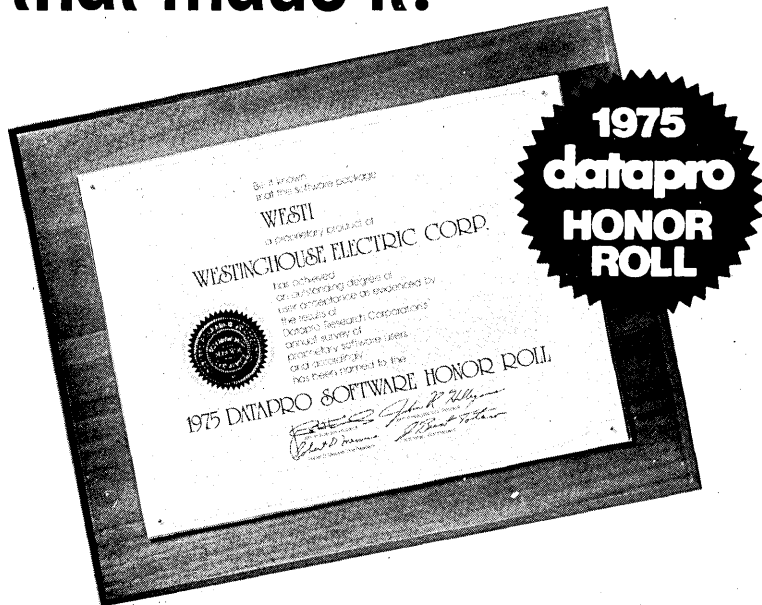 that made it.
1975
datapro
HONOR
ROLL
Be it known
that the software package
WESTI
a proprietary product of
WESTINGHOUSE ELECTRIC CORP.
has achieved
an outstanding degree of
user acceptance as evidenced by
the results of
Datapro Research Corporation's
annual survey of
proprietary software users
and accordingly
has been named to the
1975 DATAPRO SOFTWARE HONOR ROLL